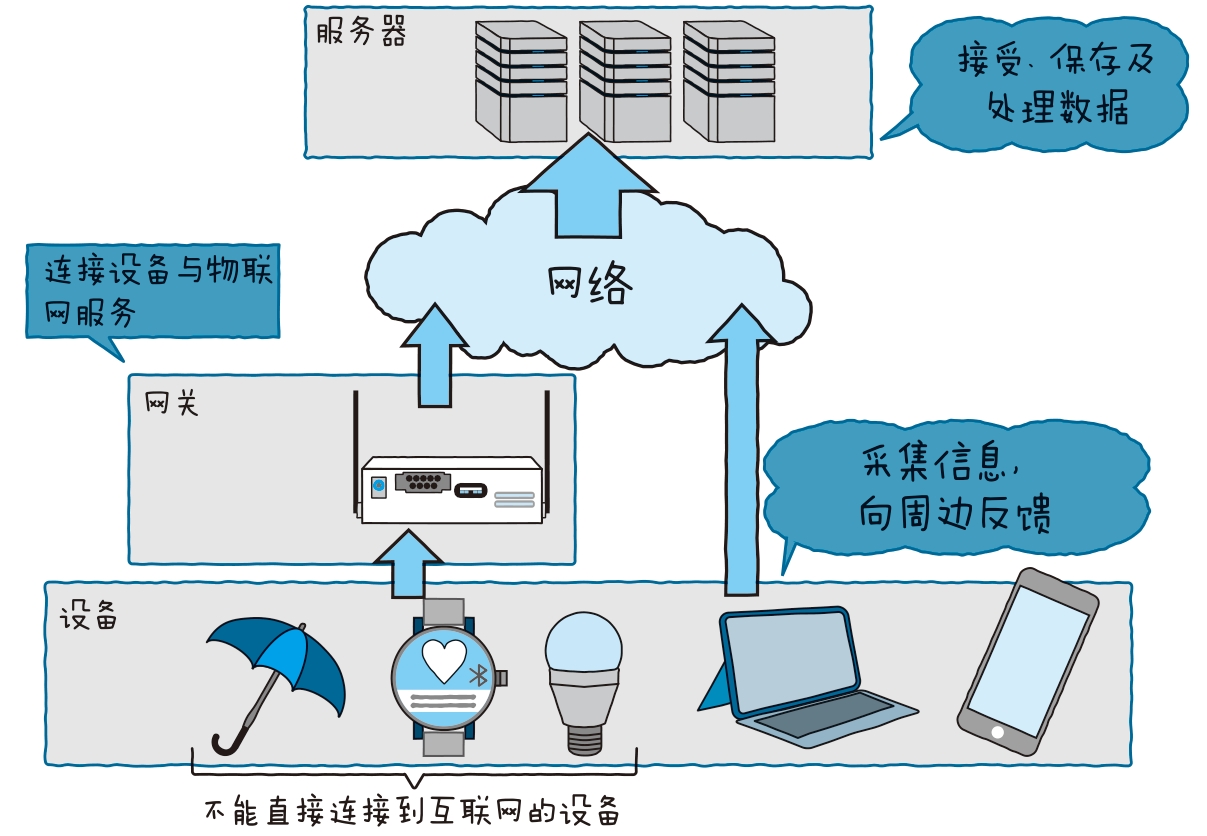 服务器
接受、保存及
处理数据
网络
连接设备与物联
网服务
网关
采集信息,
向周边反馈
设备
不能直接连接到互联网的设备